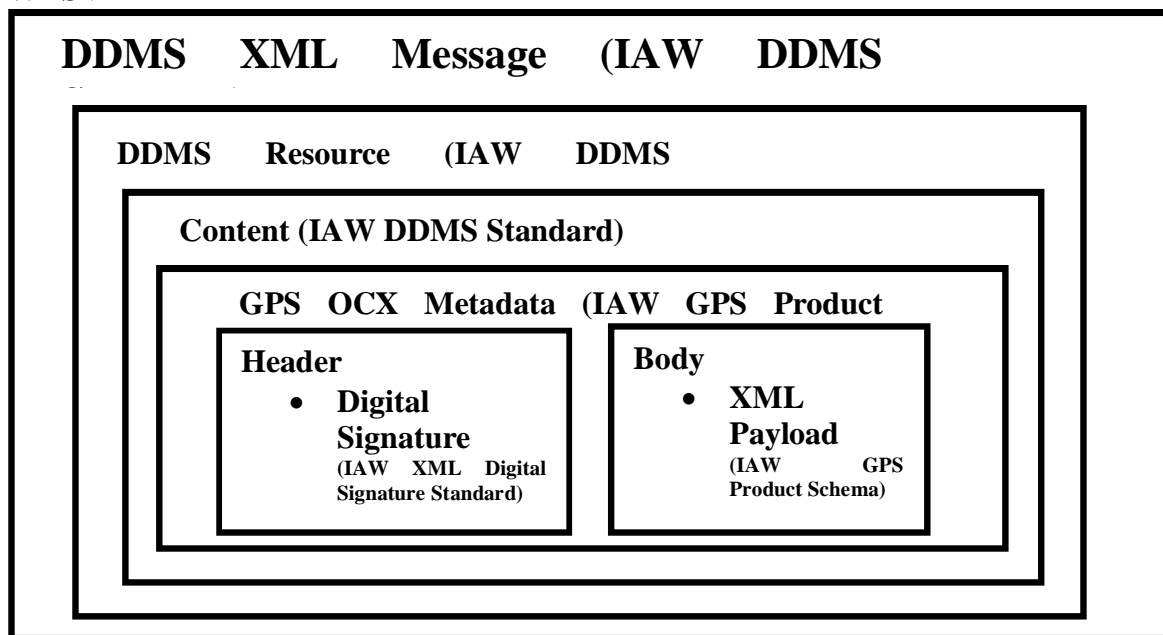 DDMS XML Message (IAW DDMS
DDMS Resource (IAW DDMS
Content (IAW DDMS Standard)
GPS OCX Metadata (IAW GPS Product
Header
• Digital
Signature
(IAW XML Digital
Signature Standard)
Body
• XML
Payload
(IAW GPS
Product Schema)